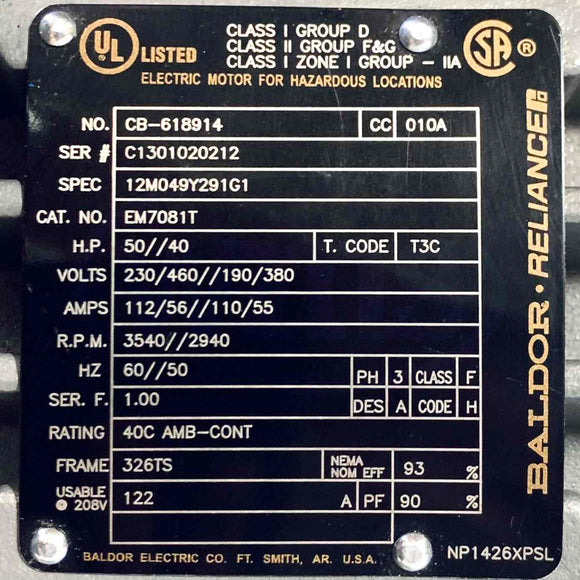 UL LISTED
CLASS I GROUP D
CLASS II GROUP F&G
CLASS I ZONE I GROUP - IIA
SA ®
ELECTRIC MOTOR FOR HAZARDOUS LOCATIONS
NO. CB-618914 CC 010A
SER # C1301020212
SPEC 12M049Y291G1
CAT. NO. EM7081T
H.P. 50//40 T. CODE T3C
VOLTS 230/460//190/380
AMPS 112/56//110/55
R.P.M. 3540//2940
HZ 60//50 PH 3 CLASS F
SER. F. 1.00 DES A CODE H
RATING 40C AMB-CONT
FRAME 326TS NEMA NOM EFF 93 %
USABLE @ 208V 122 A PF 90 %
BALDOR ELECTRIC CO. FT. SMITH, AR. U.S.A.
NP1426XPSL
BALDOR · RELIANCE